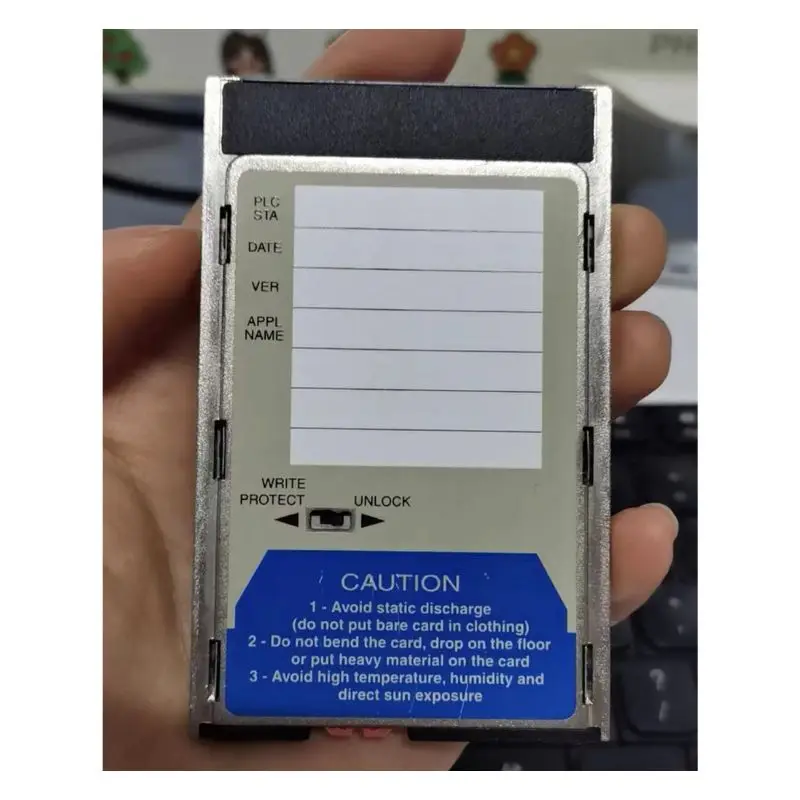 PLC
STA
DATE
VER
APPL
NAME
WRITE
PROTECT
UNLOCK
CAUTION
1 - Avoid static discharge
(do not put bare card in clothing)
2 - Do not bend the card, drop on the floor
or put heavy material on the card
3 - Avoid high temperature, humidity and
direct sun exposure